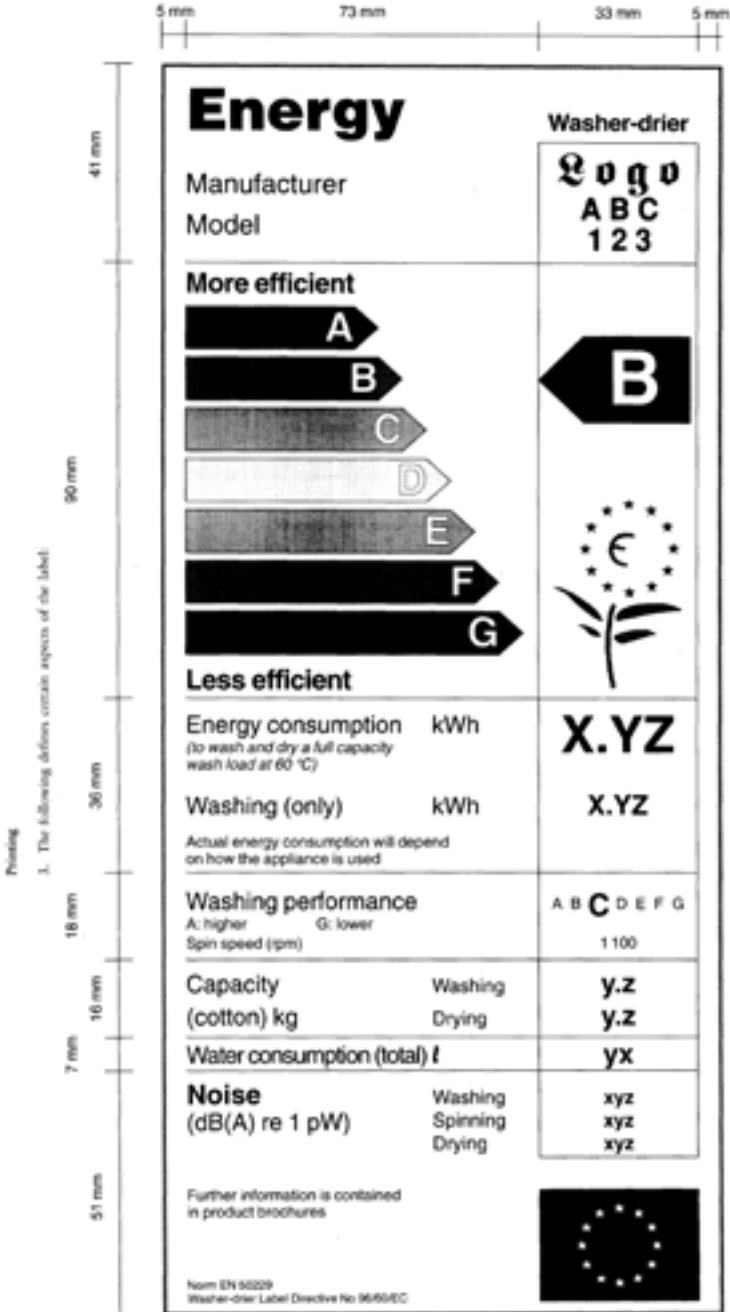 5 mm 73 mm 33 mm 5 mm
Printing
3. The following defines certain aspects of the label:
41 mm
90 mm
36 mm
18 mm
16 mm
7 mm
51 mm
Energy
Washer-drier
Manufacturer
Model
Logo
A B C
1 2 3
More efficient
A
B
C
D
E
F
G
B
Less efficient
Energy consumption kWh X.YZ
(to wash and dry a full capacity
wash load at 60 °C)
Washing (only) kWh X.YZ
Actual energy consumption will depend
on how the appliance is used
Washing performance A B C D E F G
A: higher G: lower
Spin speed (rpm) 1100
Capacity Washing y.z
(cotton) kg Drying y.z
Water consumption (total) ℓ yx
Noise Washing xyz
(dB(A) re 1 pW) Spinning xyz
Drying xyz
Further information is contained
in product brochures
Norm EN 50229
Washer-drier Label Directive No 96/60/EC